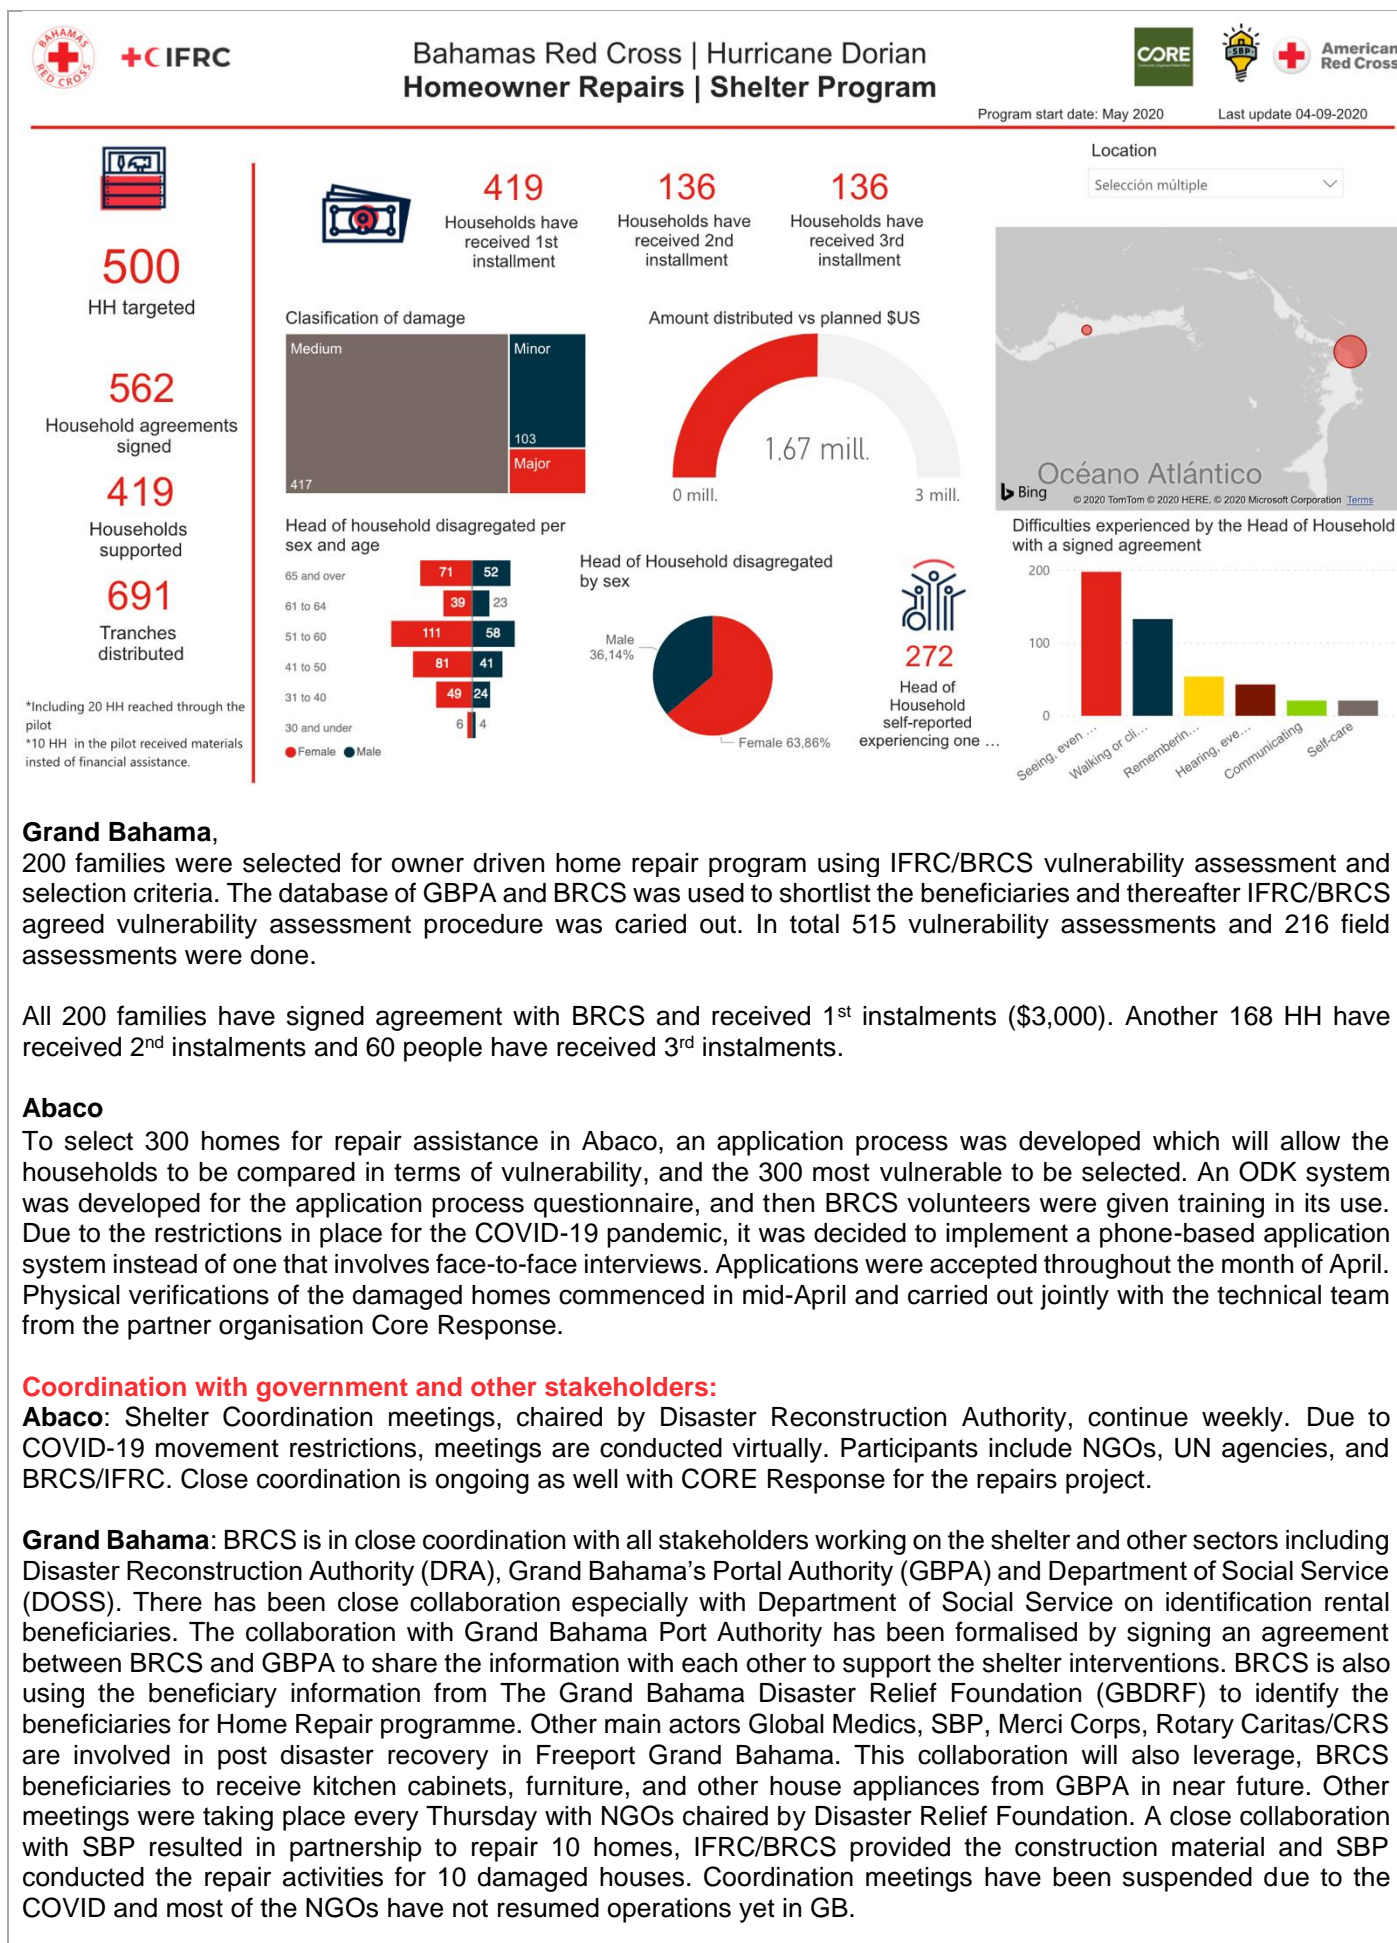 BAHAMAS
RED CROSS
IFRC
Bahamas Red Cross | Hurricane Dorian
Homeowner Repairs | Shelter Program
CORE
SBP
American
Red Cross
Program start date: May 2020
Last update 04-09-2020
500
HH targeted
562
Household agreements
signed
419
Households
supported
691
Tranches
distributed
*Including 20 HH reached through the
pilot
*10 HH in the pilot received materials
insted of financial assistance.
419
Households have
received 1st
installment
136
Households have
received 2nd
installment
136
Households have
received 3rd
installment
Location
Selección múltiple
Clasification of damage
Medium
417
Minor
103
Major
Amount distributed vs planned $US
1,67 mill.
0 mill.
3 mill.
Océano Atlántico
Bing
© 2020 TomTom © 2020 HERE, © 2020 Microsoft Corporation Terms
Head of household disagregated per
sex and age
65 and over 71 52
61 to 64 39 23
51 to 60 111 58
41 to 50 81 41
31 to 40 49 24
30 and under 6 4
Female Male
Head of Household disagregated
by sex
Male
36,14%
Female 63,86%
272
Head of
Household
self-reported
experiencing one ...
Difficulties experienced by the Head of Household
with a signed agreement
200
100
0
Seeing, even ...
Walking or cli...
Rememberin...
Hearing, eve...
Communicating
Self-care
Grand Bahama,
200 families were selected for owner driven home repair program using IFRC/BRCS vulnerability assessment and
selection criteria. The database of GBPA and BRCS was used to shortlist the beneficiaries and thereafter IFRC/BRCS
agreed vulnerability assessment procedure was caried out. In total 515 vulnerability assessments and 216 field
assessments were done.
All 200 families have signed agreement with BRCS and received 1st instalments ($3,000). Another 168 HH have
received 2nd instalments and 60 people have received 3rd instalments.
Abaco
To select 300 homes for repair assistance in Abaco, an application process was developed which will allow the
households to be compared in terms of vulnerability, and the 300 most vulnerable to be selected. An ODK system
was developed for the application process questionnaire, and then BRCS volunteers were given training in its use.
Due to the restrictions in place for the COVID-19 pandemic, it was decided to implement a phone-based application
system instead of one that involves face-to-face interviews. Applications were accepted throughout the month of April.
Physical verifications of the damaged homes commenced in mid-April and carried out jointly with the technical team
from the partner organisation Core Response.
Coordination with government and other stakeholders:
Abaco: Shelter Coordination meetings, chaired by Disaster Reconstruction Authority, continue weekly. Due to
COVID-19 movement restrictions, meetings are conducted virtually. Participants include NGOs, UN agencies, and
BRCS/IFRC. Close coordination is ongoing as well with CORE Response for the repairs project.
Grand Bahama: BRCS is in close coordination with all stakeholders working on the shelter and other sectors including
Disaster Reconstruction Authority (DRA), Grand Bahama's Portal Authority (GBPA) and Department of Social Service
(DOSS). There has been close collaboration especially with Department of Social Service on identification rental
beneficiaries. The collaboration with Grand Bahama Port Authority has been formalised by signing an agreement
between BRCS and GBPA to share the information with each other to support the shelter interventions. BRCS is also
using the beneficiary information from The Grand Bahama Disaster Relief Foundation (GBDRF) to identify the
beneficiaries for Home Repair programme. Other main actors Global Medics, SBP, Merci Corps, Rotary Caritas/CRS
are involved in post disaster recovery in Freeport Grand Bahama. This collaboration will also leverage, BRCS
beneficiaries to receive kitchen cabinets, furniture, and other house appliances from GBPA in near future. Other
meetings were taking place every Thursday with NGOs chaired by Disaster Relief Foundation. A close collaboration
with SBP resulted in partnership to repair 10 homes, IFRC/BRCS provided the construction material and SBP
conducted the repair activities for 10 damaged houses. Coordination meetings have been suspended due to the
COVID and most of the NGOs have not resumed operations yet in GB.